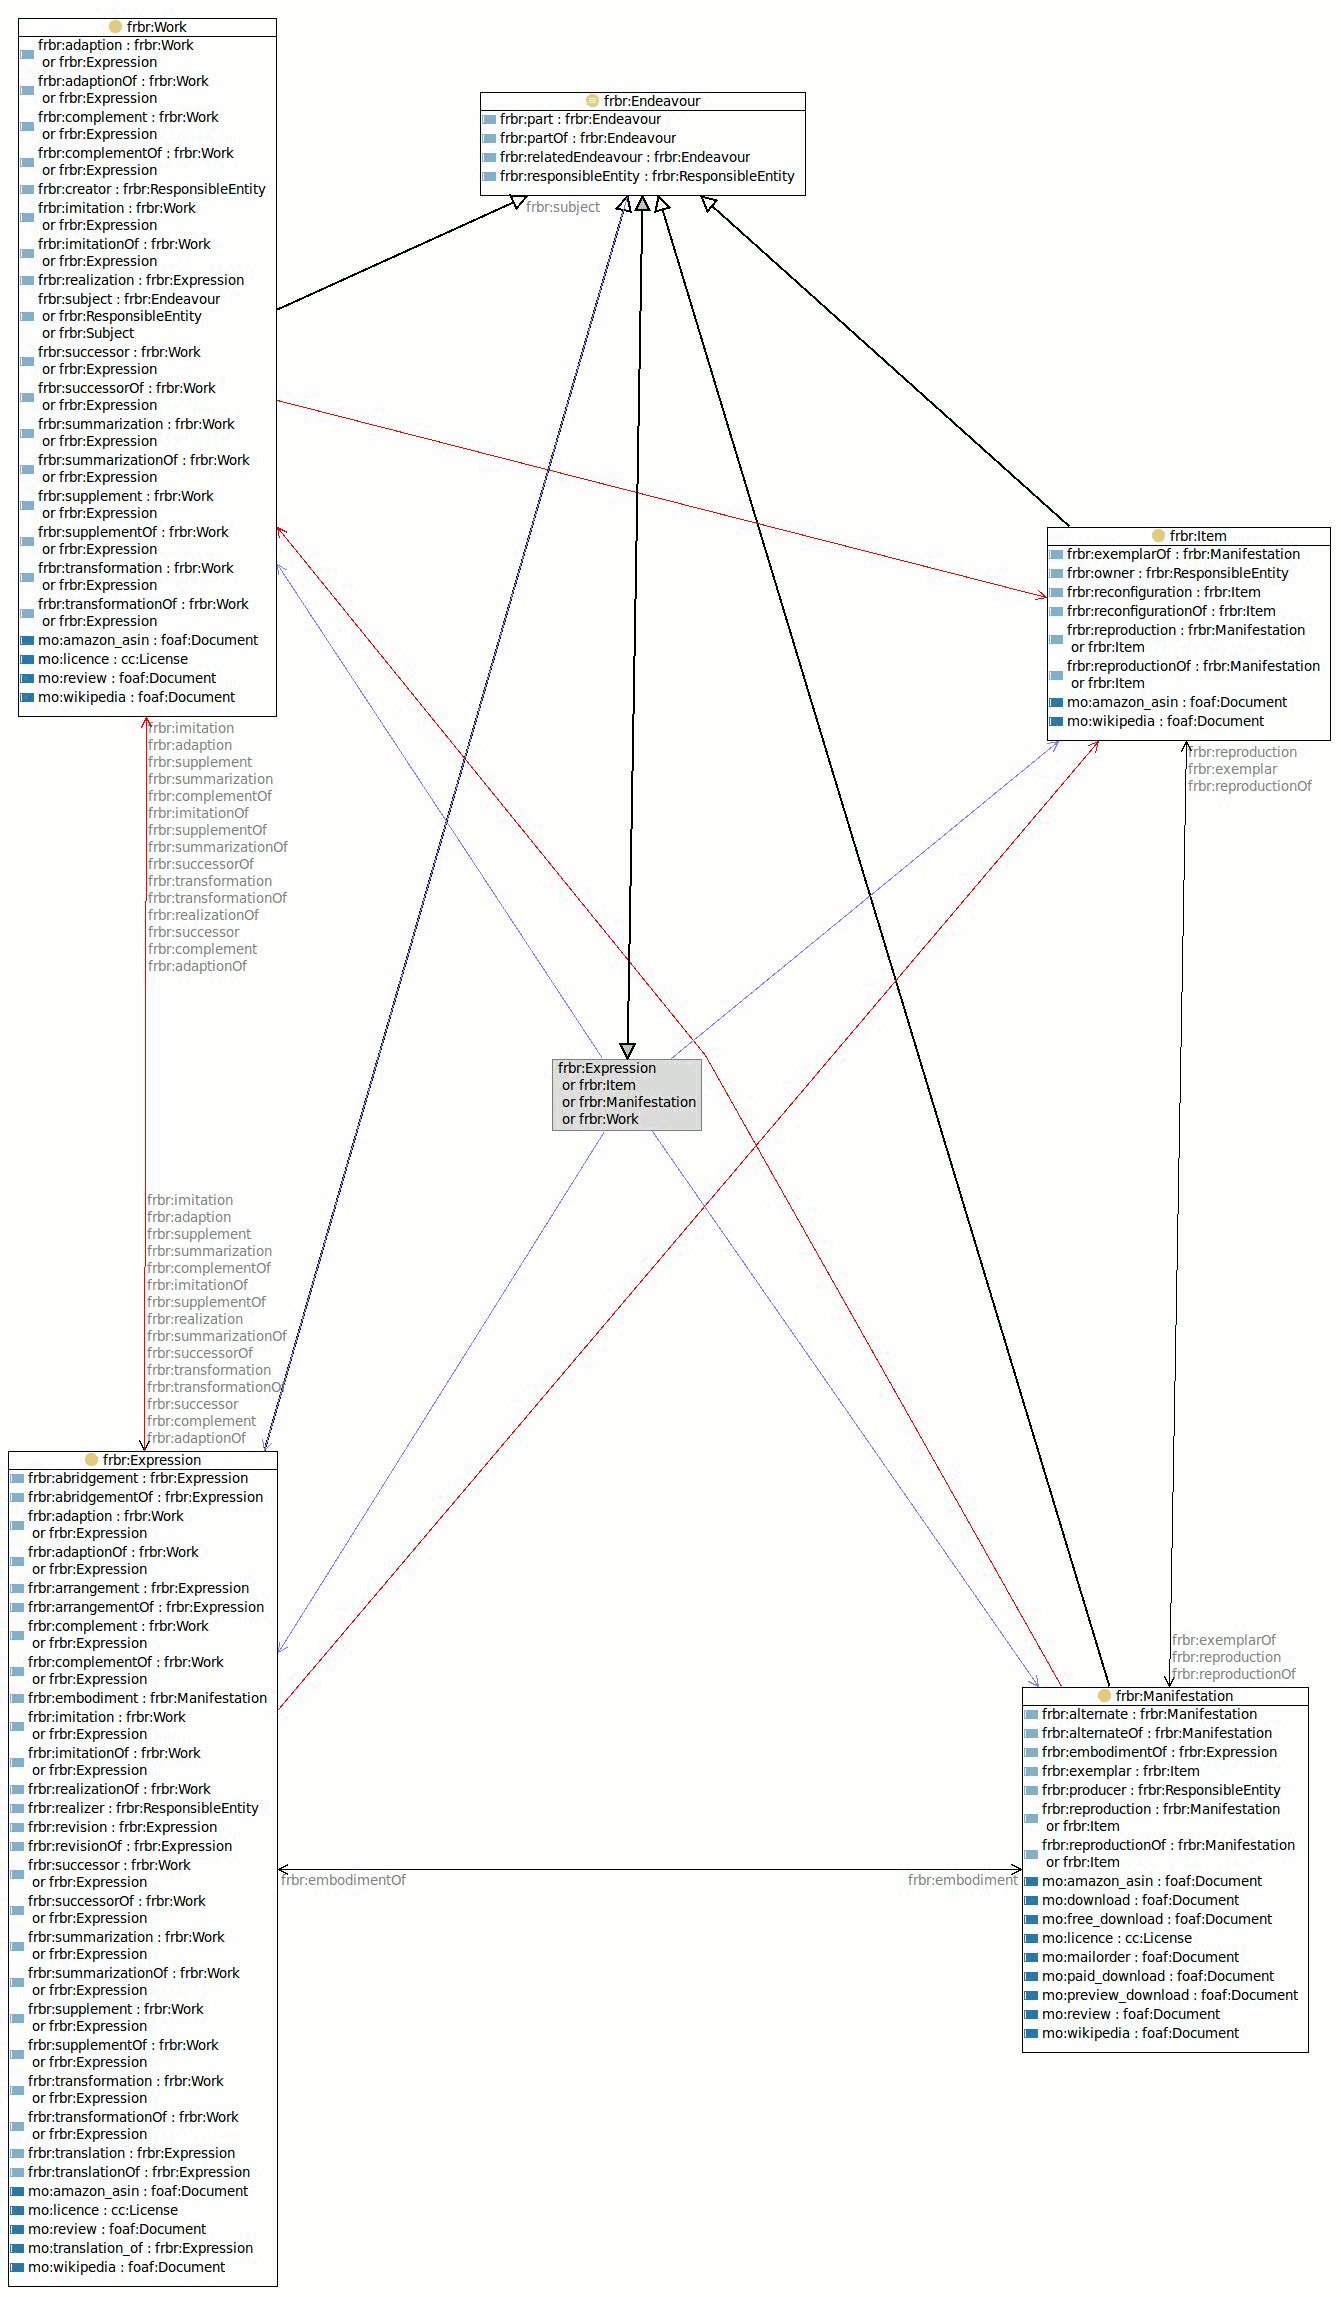 frbr:Work
frbr:adaption : frbr:Work
or frbr:Expression
frbr:adaptionOf : frbr:Work
or frbr:Expression
frbr:complement : frbr:Work
or frbr:Expression
frbr:complementOf : frbr:Work
or frbr:Expression
frbr:creator : frbr:ResponsibleEntity
frbr:imitation : frbr:Work
or frbr:Expression
frbr:imitationOf : frbr:Work
or frbr:Expression
frbr:realization : frbr:Expression
frbr:subject : frbr:Endeavour
or frbr:ResponsibleEntity
or frbr:Subject
frbr:successor : frbr:Work
or frbr:Expression
frbr:successorOf : frbr:Work
or frbr:Expression
frbr:summarization : frbr:Work
or frbr:Expression
frbr:summarizationOf : frbr:Work
or frbr:Expression
frbr:supplement : frbr:Work
or frbr:Expression
frbr:supplementOf : frbr:Work
or frbr:Expression
frbr:transformation : frbr:Work
or frbr:Expression
frbr:transformationOf : frbr:Work
or frbr:Expression
mo:amazon_asin : foaf:Document
mo:licence : cc:License
mo:review : foaf:Document
mo:wikipedia : foaf:Document
frbr:Endeavour
frbr:part : frbr:Endeavour
frbr:partOf : frbr:Endeavour
frbr:relatedEndeavour : frbr:Endeavour
frbr:responsibleEntity : frbr:ResponsibleEntity
frbr:subject
frbr:Item
frbr:exemplarOf : frbr:Manifestation
frbr:owner : frbr:ResponsibleEntity
frbr:reconfiguration : frbr:Item
frbr:reconfigurationOf : frbr:Item
frbr:reproduction : frbr:Manifestation
or frbr:Item
frbr:reproductionOf : frbr:Manifestation
or frbr:Item
mo:amazon_asin : foaf:Document
mo:wikipedia : foaf:Document
frbr:imitation
frbr:adaption
frbr:supplement
frbr:summarization
frbr:complementOf
frbr:imitationOf
frbr:supplementOf
frbr:summarizationOf
frbr:successorOf
frbr:transformation
frbr:transformationOf
frbr:realizationOf
frbr:successor
frbr:complement
frbr:adaptionOf
frbr:reproduction
frbr:exemplar
frbr:reproductionOf
frbr:Expression
or frbr:Item
or frbr:Manifestation
or frbr:Work
frbr:imitation
frbr:adaption
frbr:supplement
frbr:summarization
frbr:complementOf
frbr:imitationOf
frbr:supplementOf
frbr:realization
frbr:summarizationOf
frbr:successorOf
frbr:transformation
frbr:transformationOf
frbr:successor
frbr:complement
frbr:adaptionOf
frbr:Expression
frbr:abridgement : frbr:Expression
frbr:abridgementOf : frbr:Expression
frbr:adaption : frbr:Work
or frbr:Expression
frbr:adaptionOf : frbr:Work
or frbr:Expression
frbr:arrangement : frbr:Expression
frbr:arrangementOf : frbr:Expression
frbr:complement : frbr:Work
or frbr:Expression
frbr:complementOf : frbr:Work
or frbr:Expression
frbr:embodiment : frbr:Manifestation
frbr:imitation : frbr:Work
or frbr:Expression
frbr:imitationOf : frbr:Work
or frbr:Expression
frbr:realizationOf : frbr:Work
frbr:realizer : frbr:ResponsibleEntity
frbr:revision : frbr:Expression
frbr:revisionOf : frbr:Expression
frbr:successor : frbr:Work
or frbr:Expression
frbr:successorOf : frbr:Work
or frbr:Expression
frbr:summarization : frbr:Work
or frbr:Expression
frbr:summarizationOf : frbr:Work
or frbr:Expression
frbr:supplement : frbr:Work
or frbr:Expression
frbr:supplementOf : frbr:Work
or frbr:Expression
frbr:transformation : frbr:Work
or frbr:Expression
frbr:transformationOf : frbr:Work
or frbr:Expression
frbr:translation : frbr:Expression
frbr:translationOf : frbr:Expression
mo:amazon_asin : foaf:Document
mo:licence : cc:License
mo:review : foaf:Document
mo:translation_of : frbr:Expression
mo:wikipedia : foaf:Document
frbr:embodimentOf
frbr:embodiment
frbr:exemplarOf
frbr:reproduction
frbr:reproductionOf
frbr:Manifestation
frbr:alternate : frbr:Manifestation
frbr:alternateOf : frbr:Manifestation
frbr:embodimentOf : frbr:Expression
frbr:exemplar : frbr:Item
frbr:producer : frbr:ResponsibleEntity
frbr:reproduction : frbr:Manifestation
or frbr:Item
frbr:reproductionOf : frbr:Manifestation
or frbr:Item
mo:amazon_asin : foaf:Document
mo:download : foaf:Document
mo:free_download : foaf:Document
mo:licence : cc:License
mo:mailorder : foaf:Document
mo:paid_download : foaf:Document
mo:preview_download : foaf:Document
mo:review : foaf:Document
mo:wikipedia : foaf:Document